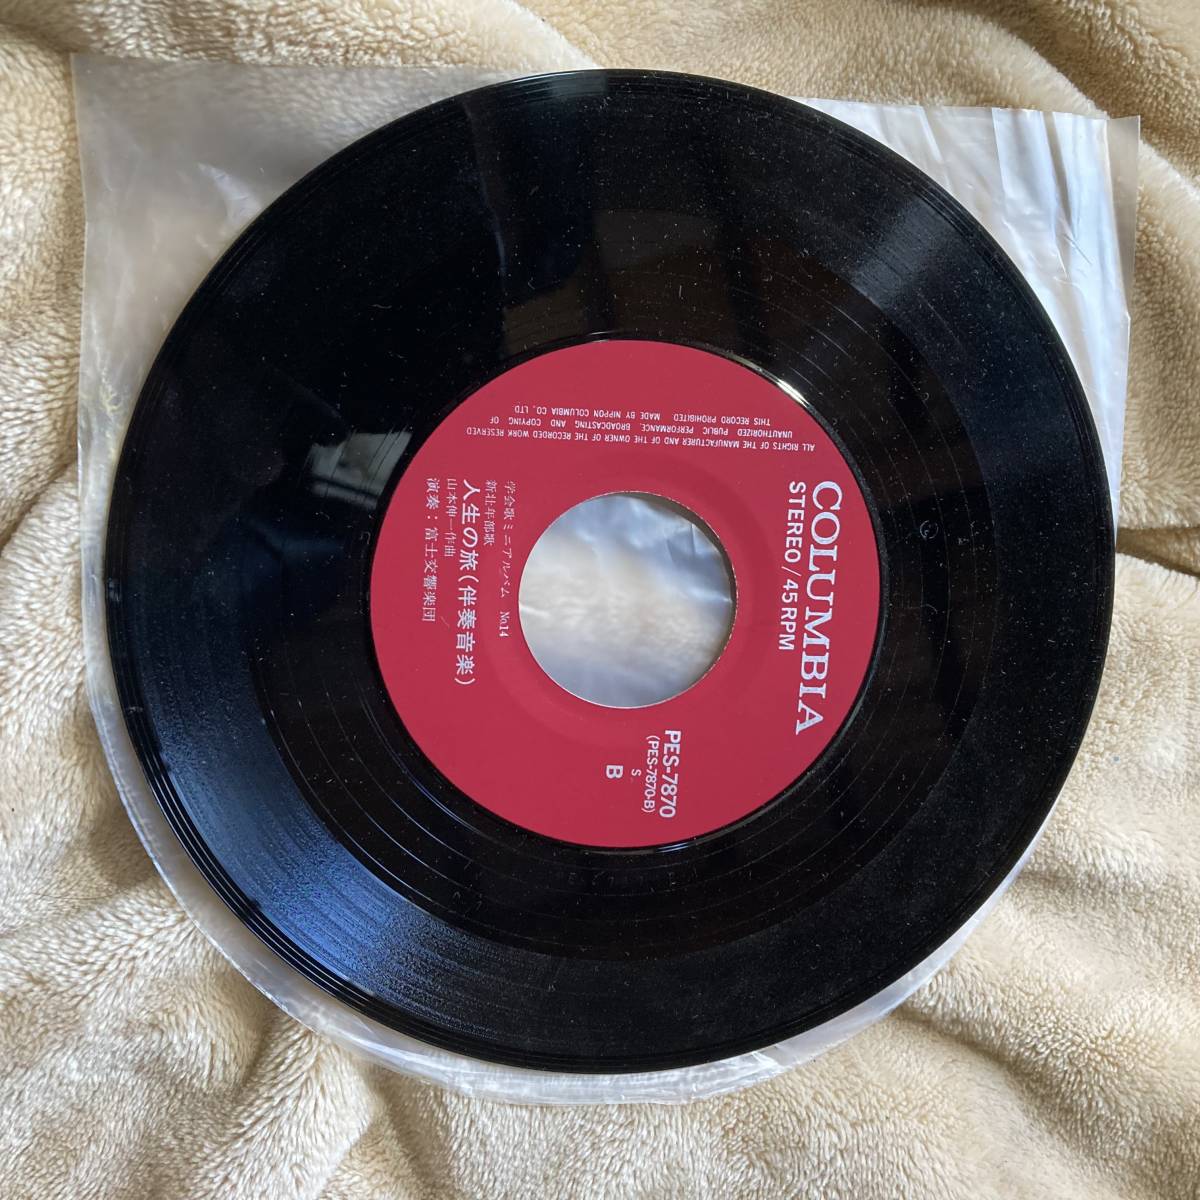 COLUMBIA
STEREO/45RPM
PES-7870
(PES-7870-B)
S
B
学会歌ミニアルバム No.14
新壮年部歌
人生の旅(伴奏音楽)
山本伸一作曲
演奏:富士交響楽団
ALL RIGHTS OF THE MANUFACTURER AND OF THE OWNER OF THE RECORDED WORK RESERVED
UNAUTHORIZED PUBLIC PERFORMANCE, BROADCASTING AND COPYING OF
THIS RECORD PROHIBITED MADE BY NIPPON COLUMBIA CO., LTD